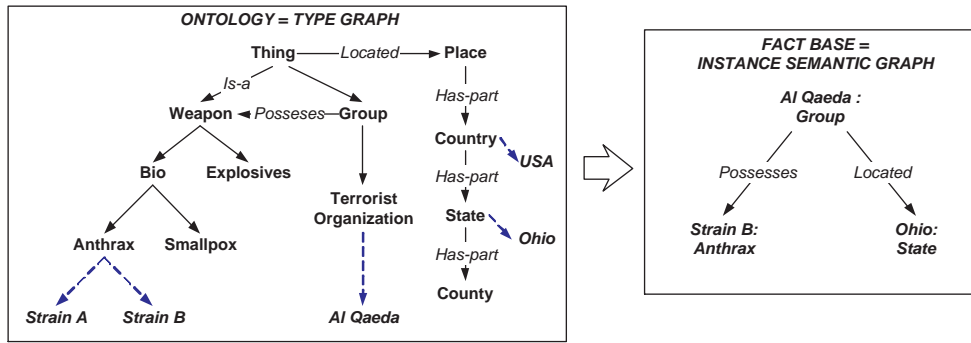 ONTOLOGY = TYPE GRAPH
Thing
Located
Place
Is-a
Has-part
Weapon
Posseses
Group
Country
USA
Bio
Explosives
Has-part
Terrorist
Organization
State
Ohio
Anthrax
Smallpox
Has-part
County
Strain A
Strain B
Al Qaeda
FACT BASE =
INSTANCE SEMANTIC GRAPH
Al Qaeda :
Group
Possesses
Located
Strain B:
Anthrax
Ohio:
State